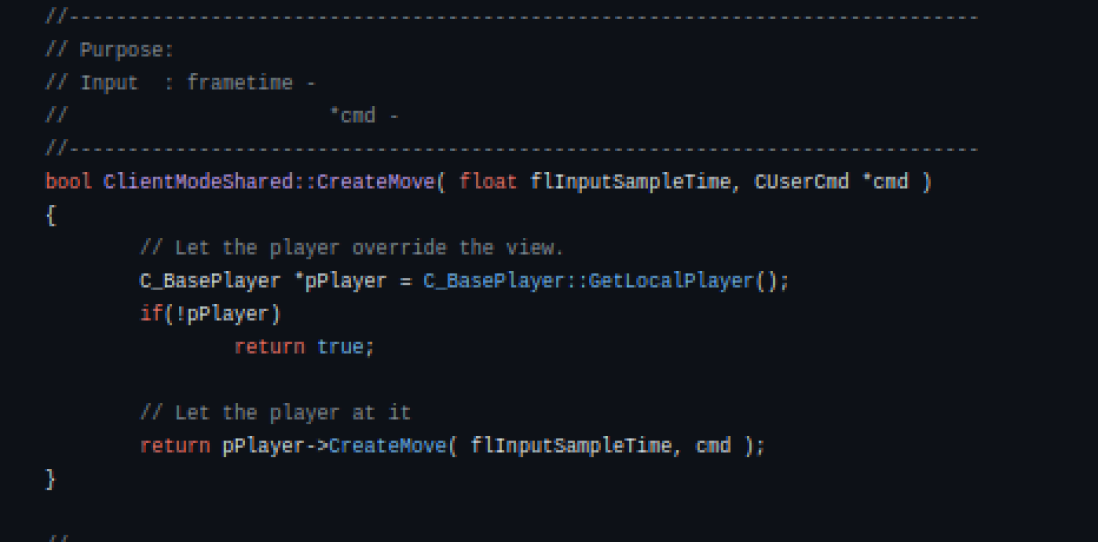 //-----------------------------------------------------------------------------
// Purpose:
// Input  : frametime -
//                      *cmd -
//-----------------------------------------------------------------------------
bool ClientModeShared::CreateMove( float flInputSampleTime, CUserCmd *cmd )
{
        // Let the player override the view.
        C_BasePlayer *pPlayer = C_BasePlayer::GetLocalPlayer();
        if(!pPlayer)
                return true;

        // Let the player at it
        return pPlayer->CreateMove( flInputSampleTime, cmd );
}

//